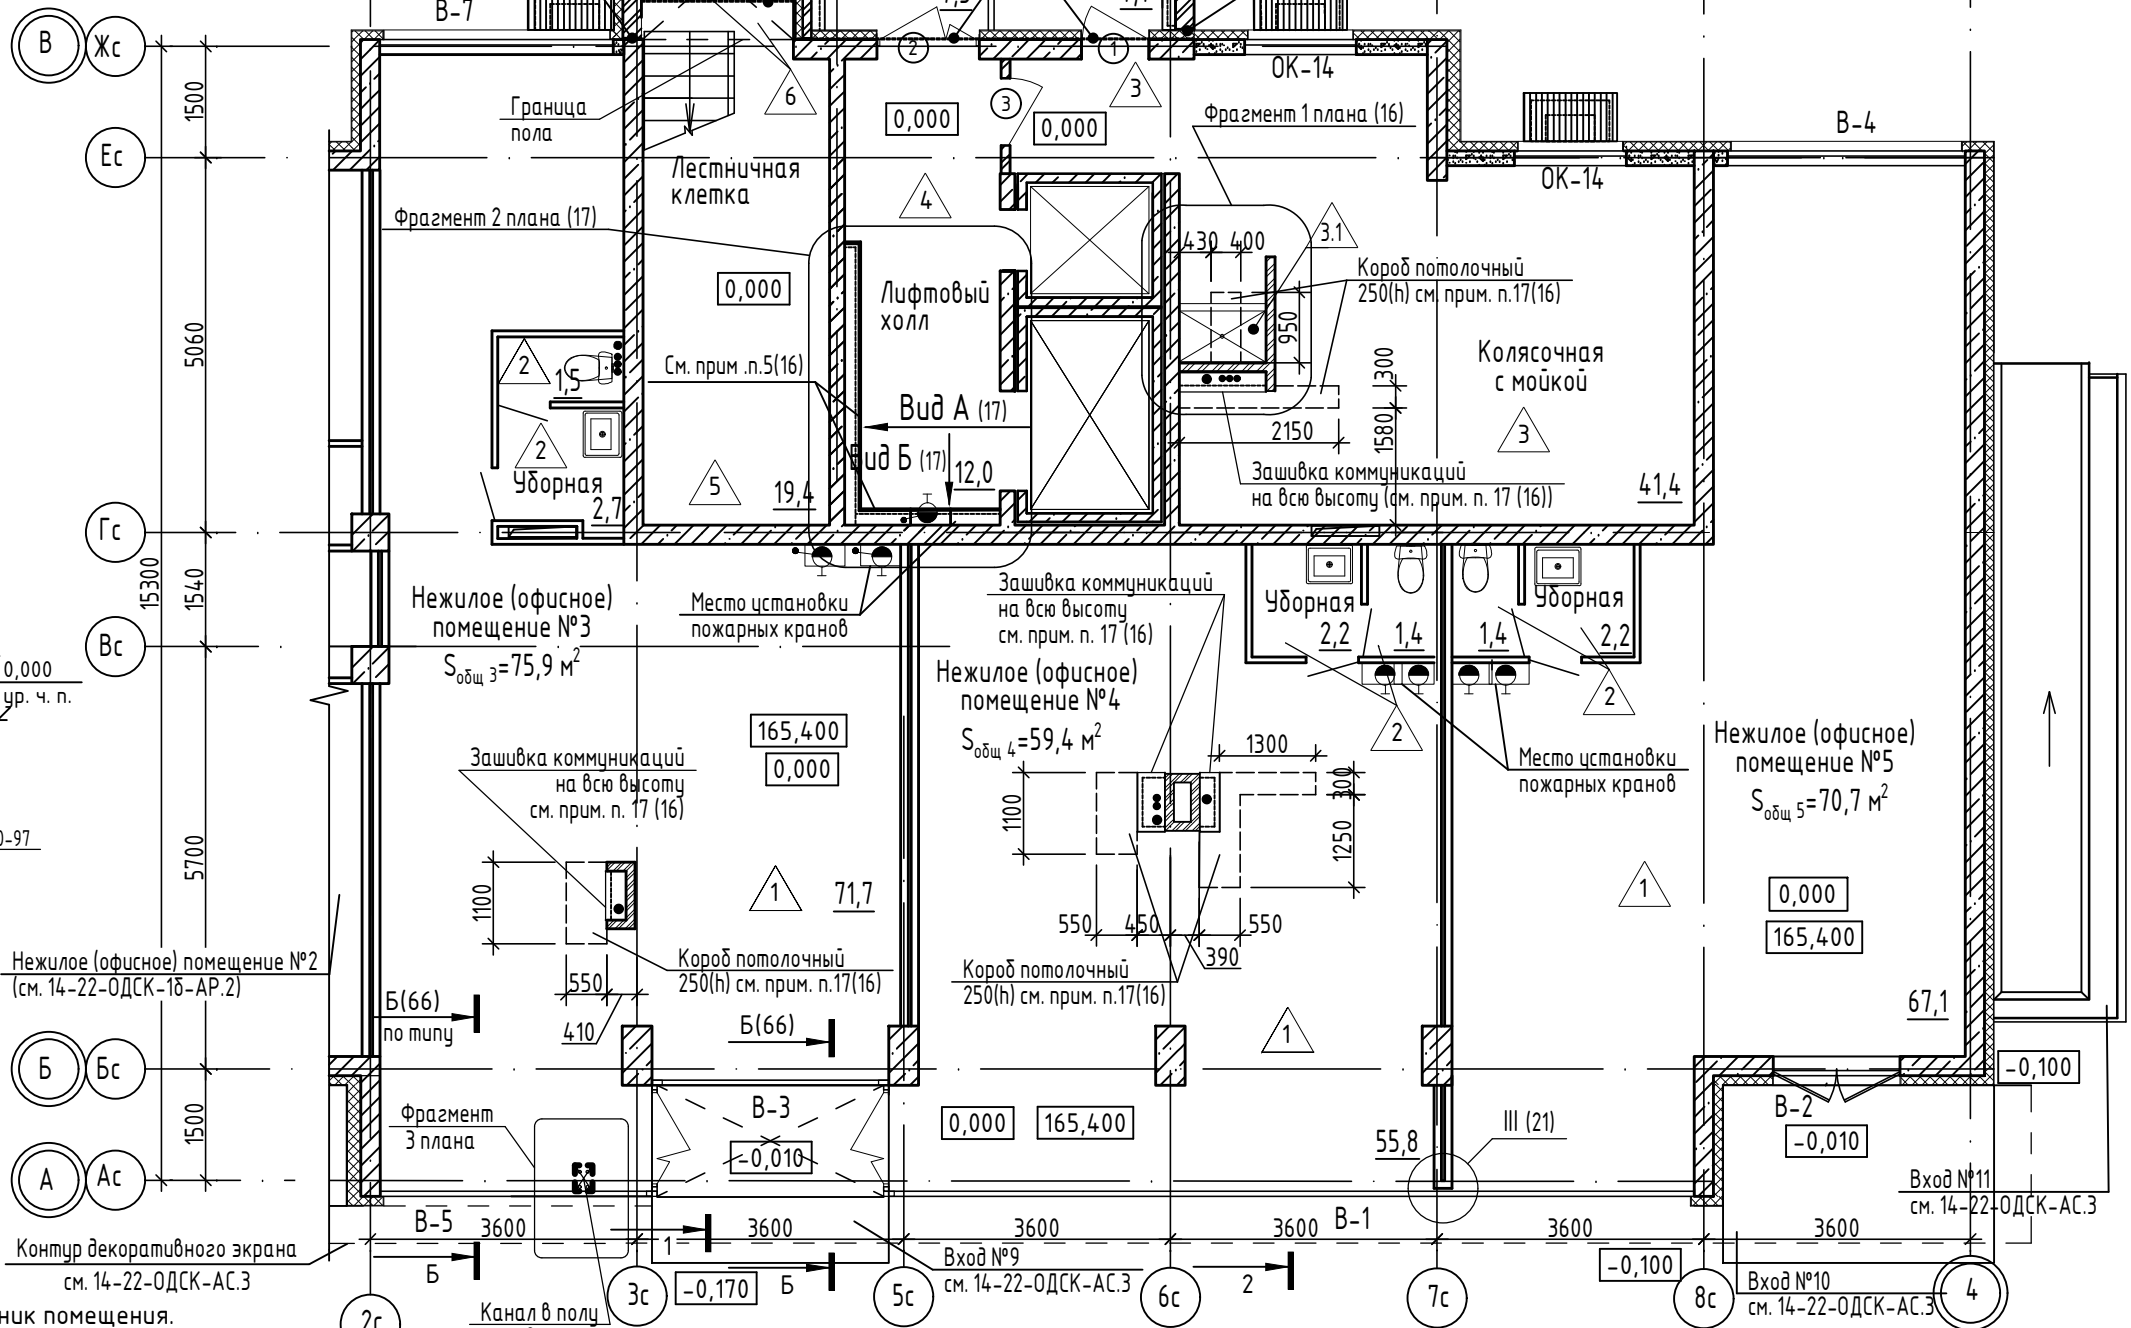 В-7
1,5
1,1
В
Жс
2
1
ОК-14
6
3
1500
Граница
пола
0,000
3
0,000
Фрагмент 1 плана (16)
В-4
Ес
Лестничная
клетка
ОК-14
4
Фрагмент 2 плана (17)
430
400
3.1
0,000
Лифтовый
холл
Короб потолочный
250(h) см. прим. п.17(16)
950
5060
2
1,5
См. прим .п.5(16)
Колясочная
с мойкой
300
Вид А (17)
2150
1580
3
2
Вид Б (17)
12,0
Зашивка коммуникаций
на всю высоту (см. прим. п. 17 (16))
Уборная
2,7
5
19,4
41,4
Гс
15300
1540
Нежилое (офисное)
помещение №3
Sобщ 3=75,9 м²
Место установки
пожарных кранов
Зашивка коммуникаций
на всю высоту
см. прим. п. 17 (16)
Уборная
2,2
1,4
1,4
Уборная
2,2
Вс
0,000
ур. ч. п.
Нежилое (офисное)
помещение №4
Sобщ 4=59,4 м²
2
2
165,400
0,000
1300
Место установки
пожарных кранов
Нежилое (офисное)
помещение №5
Sобщ 5=70,7 м²
Зашивка коммуникаций
на всю высоту
см. прим. п. 17 (16)
1100
300
1250
0-97
5700
1100
1
71,7
1
0,000
165,400
550
450
550
390
Нежилое (офисное) помещение №2
(см. 14-22-ОДСК-1б-АР.2)
Короб потолочный
250(h) см. прим. п.17(16)
Короб потолочный
250(h) см. прим. п.17(16)
550
410
Б(66)
по типу
Б(66)
1
67,1
Б
Бс
-0,100
Фрагмент
3 плана
В-3
0,000
165,400
III (21)
В-2
-0,010
1500
-0,010
55,8
А
Ас
Вход №11
см. 14-22-ОДСК-АС.3
В-5
3600
3600
3600
3600
В-1
3600
3600
Контур декоративного экрана
см. 14-22-ОДСК-АС.3
Б
1
Б
Вход №9
см. 14-22-ОДСК-АС.3
2
-0,100
Вход №10
см. 14-22-ОДСК-АС.3
-0,170
2с
3с
5с
6с
7с
8с
4
Канал в полу
ник помещения.